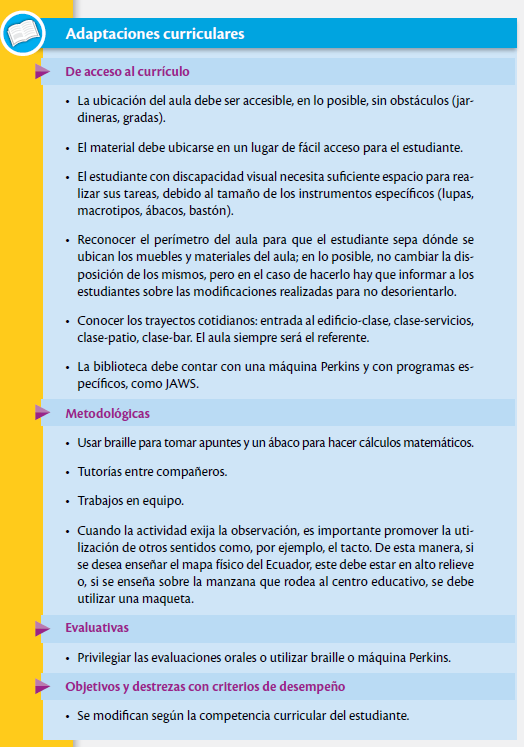 Adaptaciones curriculares
De acceso al currículo
• La ubicación del aula debe ser accesible, en lo posible, sin obstáculos (jar-
dineras, gradas).
• El material debe ubicarse en un lugar de fácil acceso para el estudiante.
• El estudiante con discapacidad visual necesita suficiente espacio para rea-
lizar sus tareas, debido al tamaño de los instrumentos específicos (lupas,
macrotipos, ábacos, bastón).
• Reconocer el perímetro del aula para que el estudiante sepa dónde se
ubican los muebles y materiales del aula; en lo posible, no cambiar la dis-
posición de los mismos, pero en el caso de hacerlo hay que informar a los
estudiantes sobre las modificaciones realizadas para no desorientarlo.
• Conocer los trayectos cotidianos: entrada al edificio-clase, clase-servicios,
clase-patio, clase-bar. El aula siempre será el referente.
• La biblioteca debe contar con una máquina Perkins y con programas es-
pecíficos, como JAWS.
Metodológicas
• Usar braille para tomar apuntes y un ábaco para hacer cálculos matemáticos.
• Tutorías entre compañeros.
• Trabajos en equipo.
• Cuando la actividad exija la observación, es importante promover la uti-
lización de otros sentidos como, por ejemplo, el tacto. De esta manera, si
se desea enseñar el mapa físico del Ecuador, este debe estar en alto relieve
o, si se enseña sobre la manzana que rodea al centro educativo, se debe
utilizar una maqueta.
Evaluativas
• Privilegiar las evaluaciones orales o utilizar braille o máquina Perkins.
Objetivos y destrezas con criterios de desempeño
• Se modifican según la competencia curricular del estudiante.